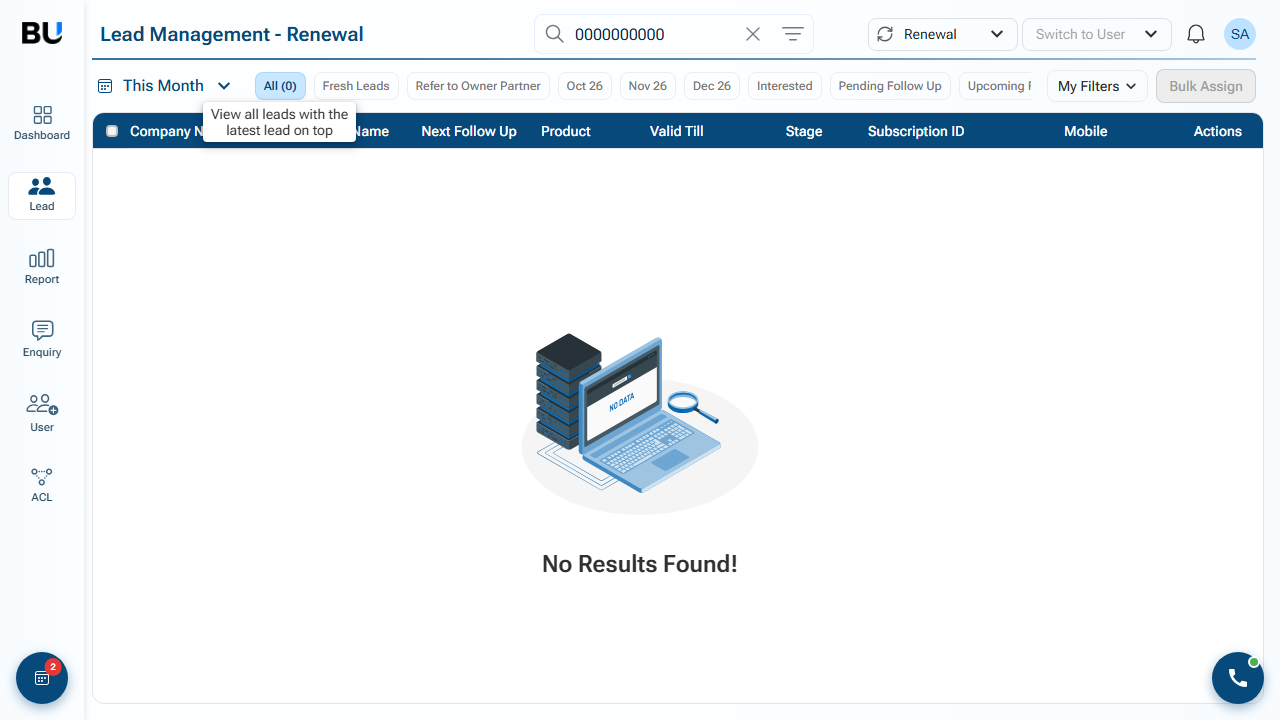 BU
Lead Management - Renewal
0000000000
Renewal
Switch to User
SA
This Month
All (0)
Fresh Leads
Refer to Owner Partner
Oct 26
Nov 26
Dec 26
Interested
Pending Follow Up
Upcoming F
My Filters
Bulk Assign
View all leads with the
latest lead on top
Company N
Name
Next Follow Up
Product
Valid Till
Stage
Subscription ID
Mobile
Actions
Dashboard
Lead
Report
Enquiry
User
ACL
NO DATA
No Results Found!
2